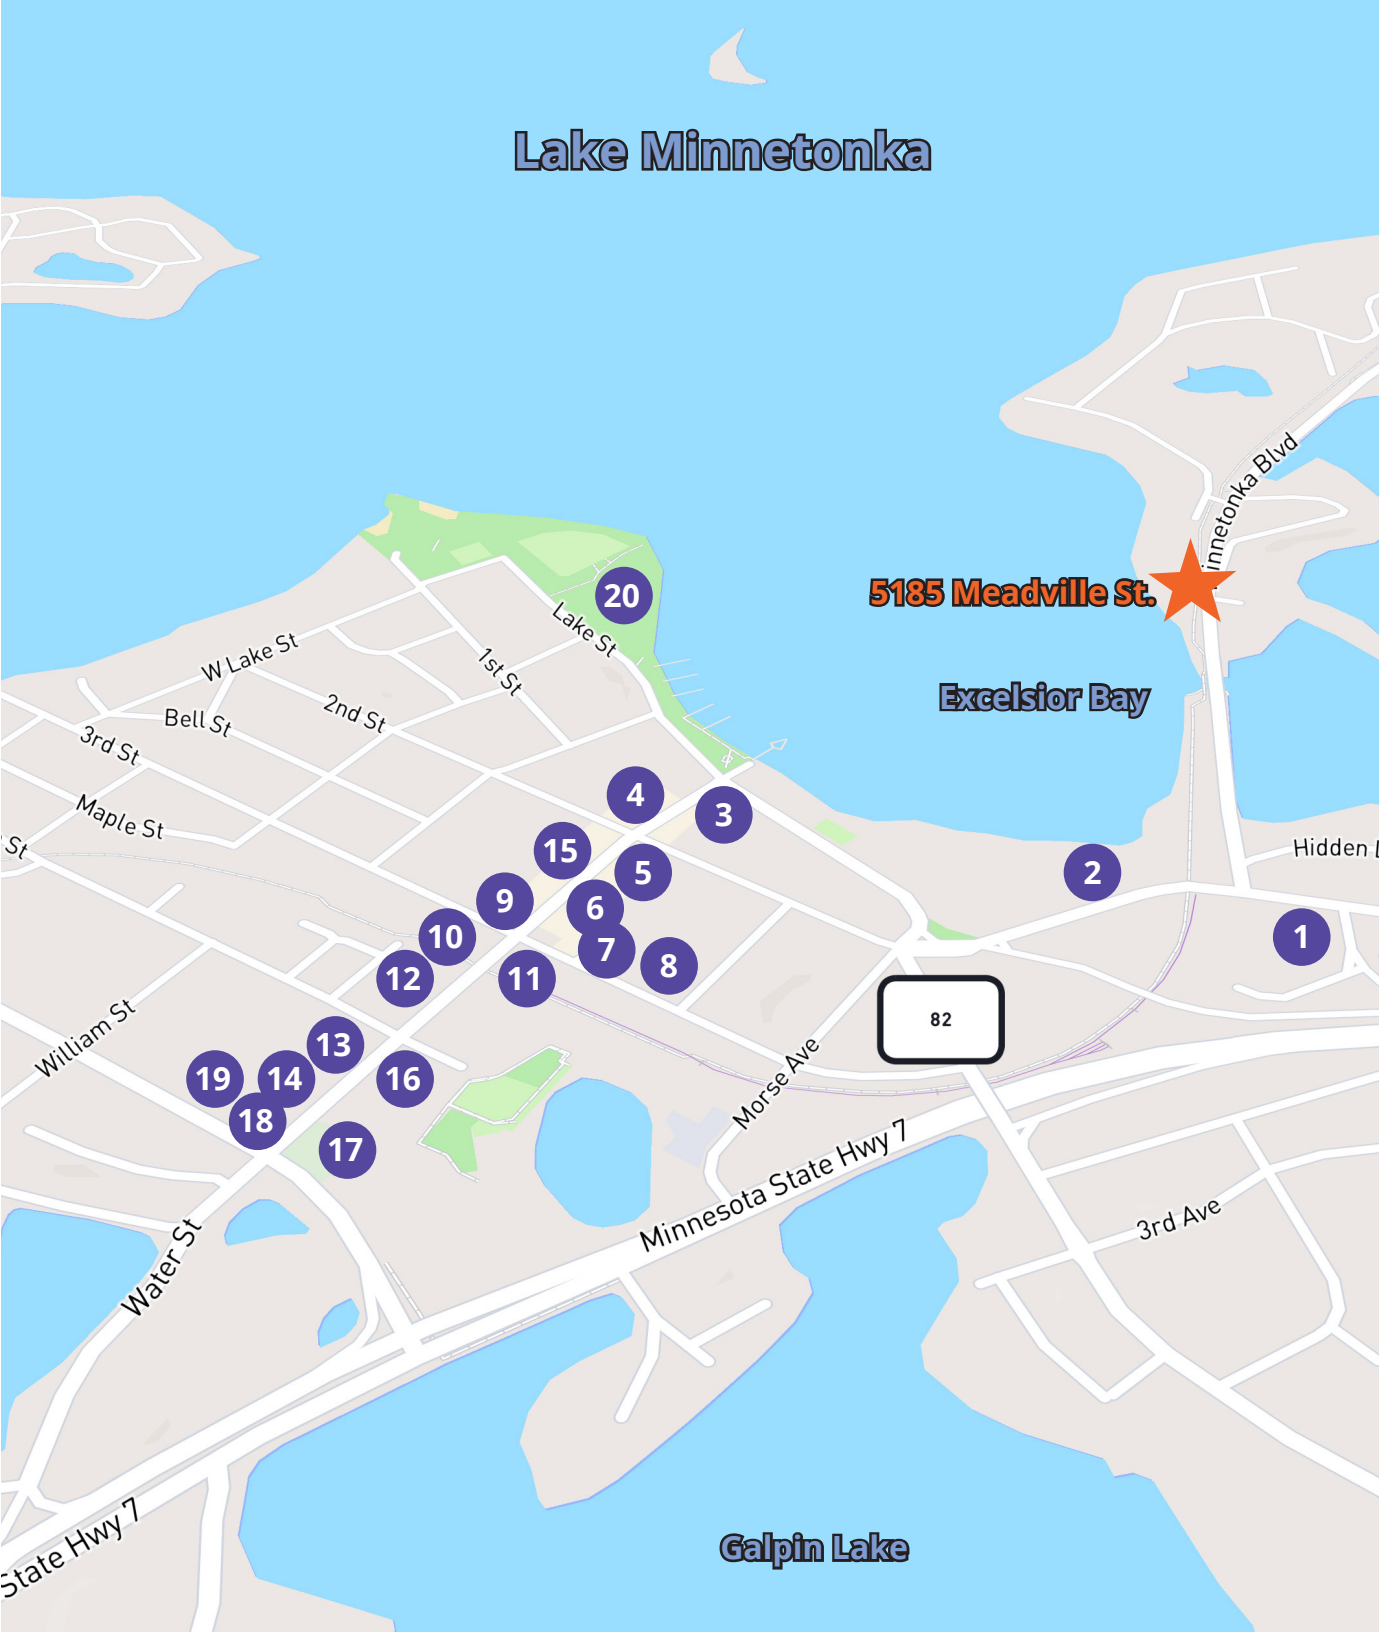 Lake Minnetonka
innetonka Blvd
5185 Meadville St.
20
Lake St
W Lake St
1st St
Excelsior Bay
2nd St
Bell St
3rd St
4
3
Maple St
15
St
5
2
Hidden
9
6
10
1
7
8
12
11
82
William St
13
19
14
16
Morse Ave
18
17
Minnesota State Hwy 7
3rd Ave
Water St
State Hwy 7
Galpin Lake